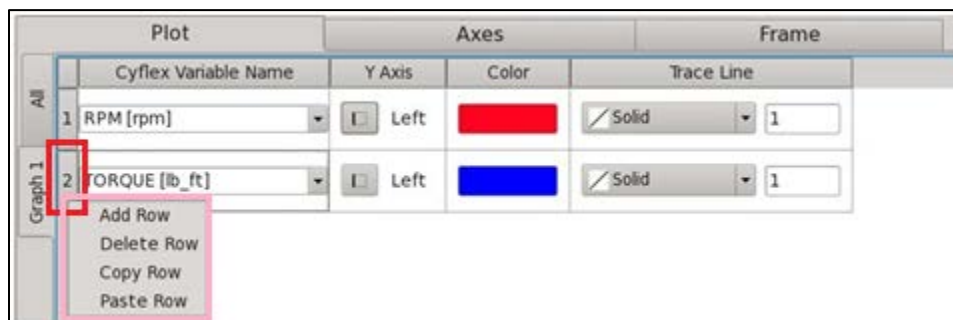 Plot Axes Frame
Cyflex Variable Name Y Axis Color Trace Line
All
1 RPM [rpm] Left Solid 1
Graph 1
2 TORQUE [lb_ft] Left Solid 1
Add Row
Delete Row
Copy Row
Paste Row